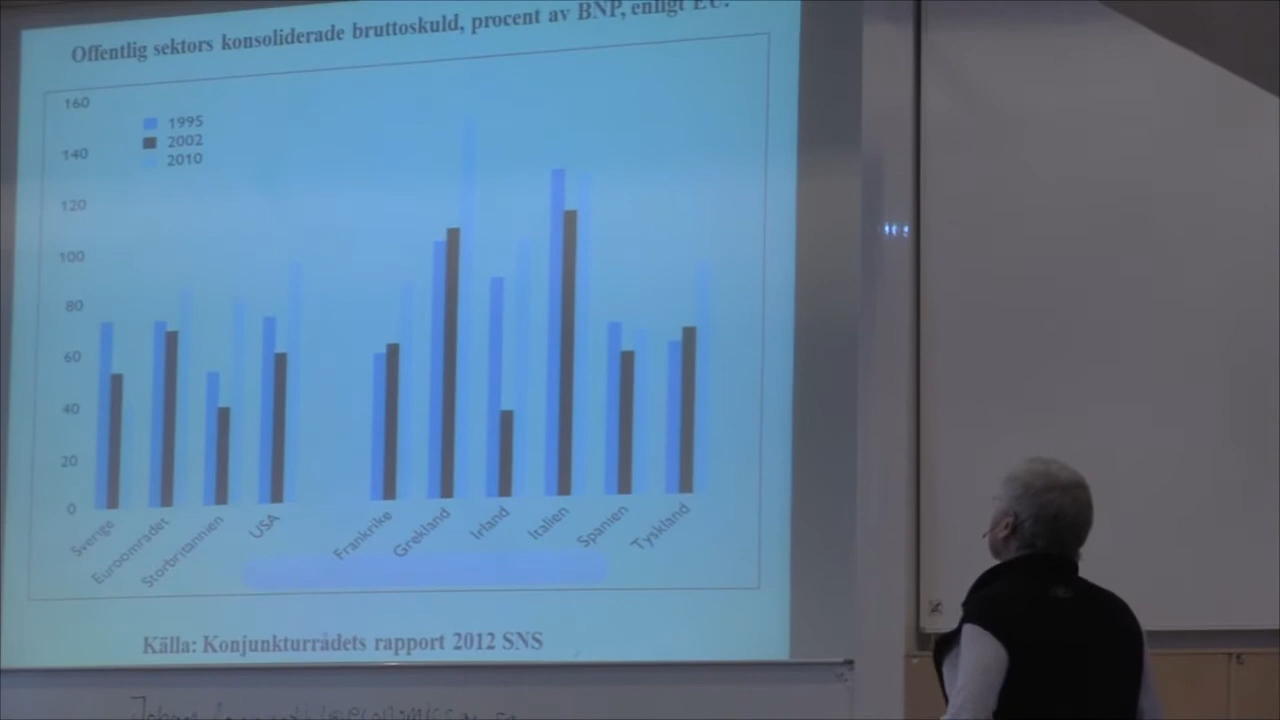 Offentlig sektors konsoliderade bruttoskuld, procent av BNP, enligt EU.
160
140
120
100
80
60
40
20
0
1995
2002
2010
Sverige
Euroområdet
Storbritannien
USA
Frankrike
Grekland
Irland
Italien
Spanien
Tyskland
Källa: Konjunkturrådets rapport 2012 SNS